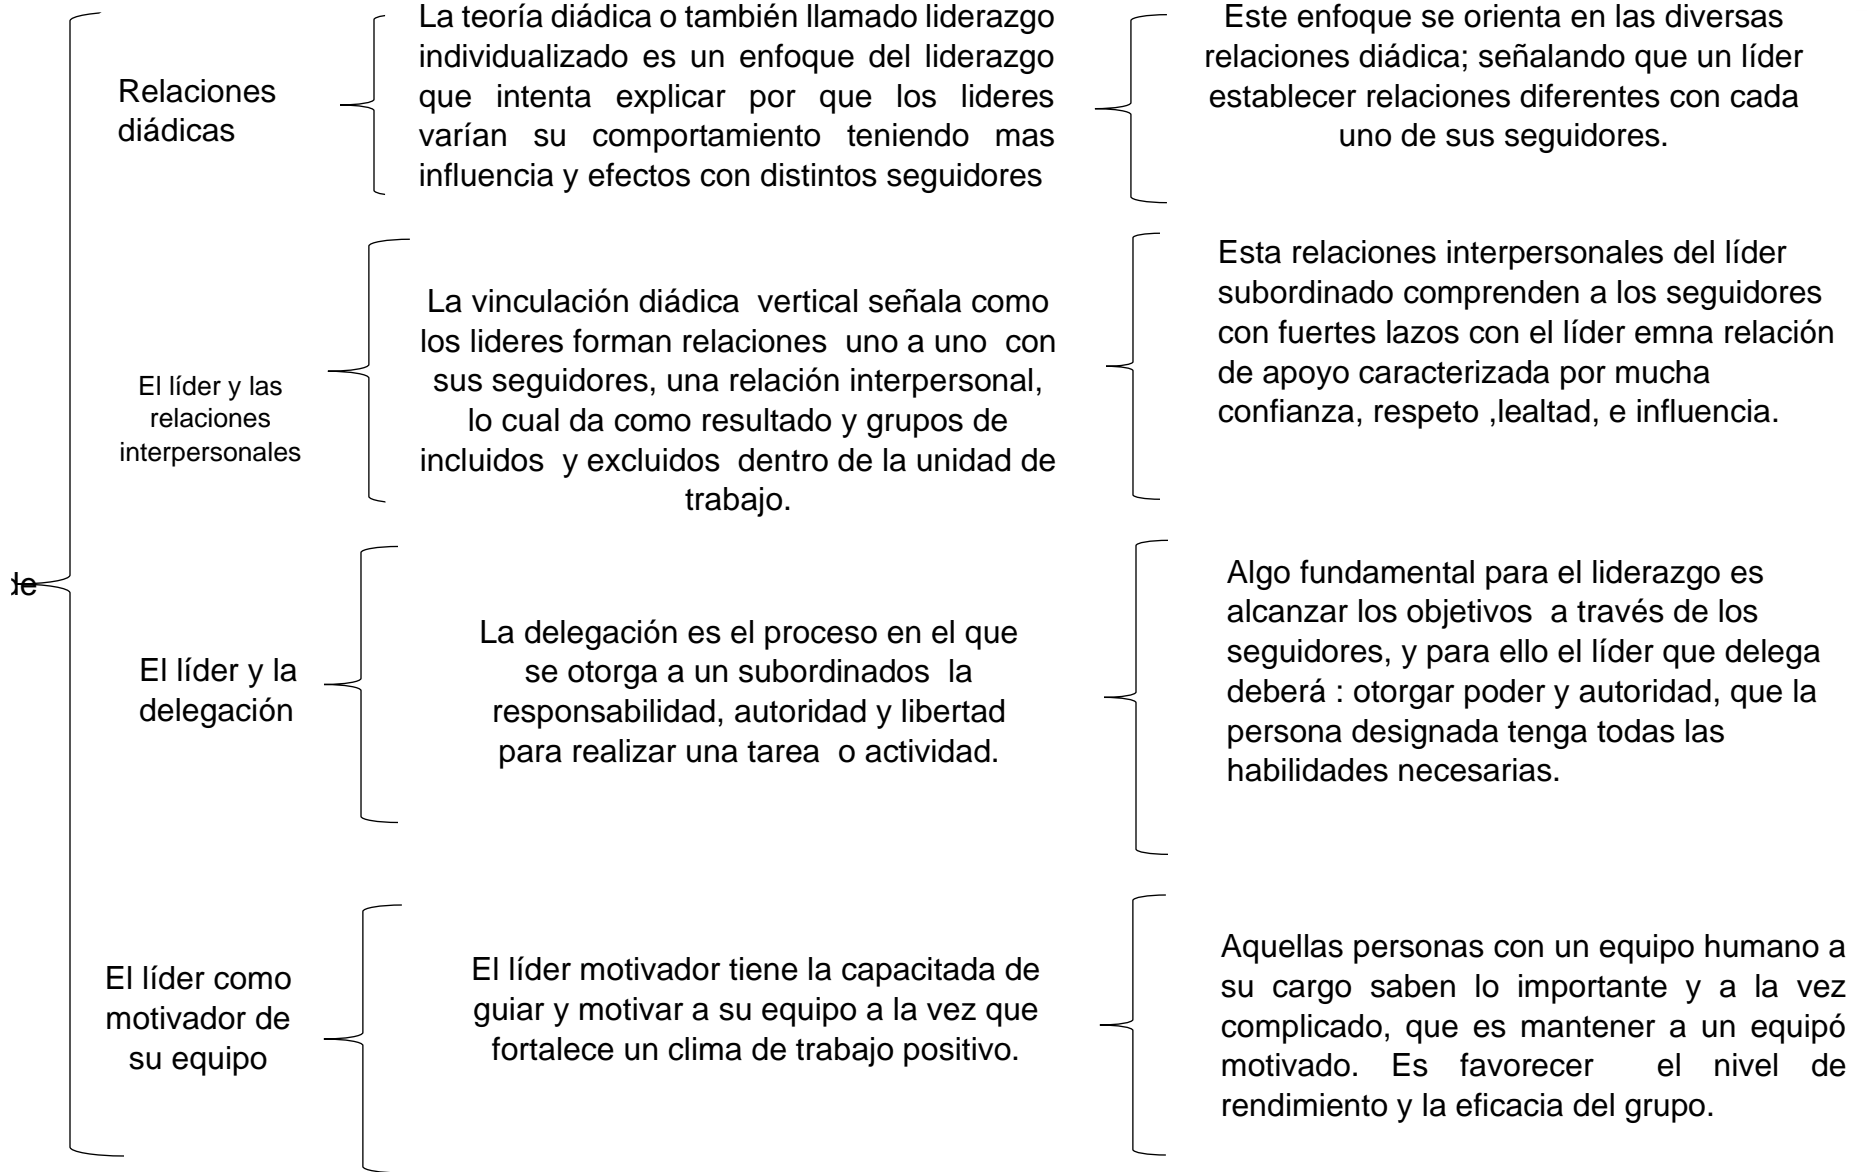 Relaciones
diádicas
La teoría diádica o también llamado liderazgo
individualizado es un enfoque del liderazgo
que intenta explicar por que los lideres
varían su comportamiento teniendo mas
influencia y efectos con distintos seguidores
Este enfoque se orienta en las diversas
relaciones diádica; señalando que un líder
establecer relaciones diferentes con cada
uno de sus seguidores.
El líder y las
relaciones
interpersonales
La vinculación diádica vertical señala como
los lideres forman relaciones uno a uno con
sus seguidores, una relación interpersonal,
lo cual da como resultado y grupos de
incluidos y excluidos dentro de la unidad de
trabajo.
Esta relaciones interpersonales del líder
subordinado comprenden a los seguidores
con fuertes lazos con el líder emna relación
de apoyo caracterizada por mucha
confianza, respeto ,lealtad, e influencia.
de
El líder y la
delegación
La delegación es el proceso en el que
se otorga a un subordinados la
responsabilidad, autoridad y libertad
para realizar una tarea o actividad.
Algo fundamental para el liderazgo es
alcanzar los objetivos a través de los
seguidores, y para ello el líder que delega
deberá : otorgar poder y autoridad, que la
persona designada tenga todas las
habilidades necesarias.
El líder como
motivador de
su equipo
El líder motivador tiene la capacitada de
guiar y motivar a su equipo a la vez que
fortalece un clima de trabajo positivo.
Aquellas personas con un equipo humano a
su cargo saben lo importante y a la vez
complicado, que es mantener a un equipó
motivado. Es favorecer el nivel de
rendimiento y la eficacia del grupo.